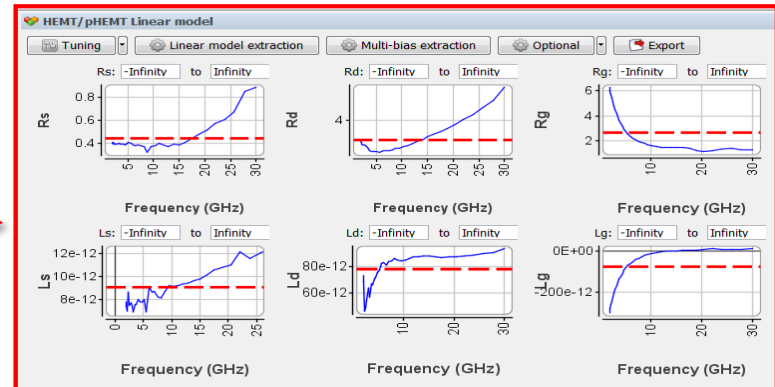 HEMT/pHEMT Linear model
Tuning Linear model extraction Multi-bias extraction Optional Export
Rs: -Infinity to Infinity Rd: -Infinity to Infinity Rg: -Infinity to Infinity
0.8
0.6
0.4
Rs
5 10 15 20 25 30
Frequency (GHz)
4
Rd
5 10 15 20 25 30
Frequency (GHz)
6
4
2
Rg
10 20 30
Frequency (GHz)
Ls: -Infinity to Infinity Ld: -Infinity to Infinity Lg: -Infinity to Infinity
12e-12
10e-12
8e-12
Ls
0 5 10 15 20 25
Frequency (GHz)
80e-12
60e-12
Ld
10 20 30
Frequency (GHz)
0E+00
-200e-12
Lg
10 20 30
Frequency (GHz)